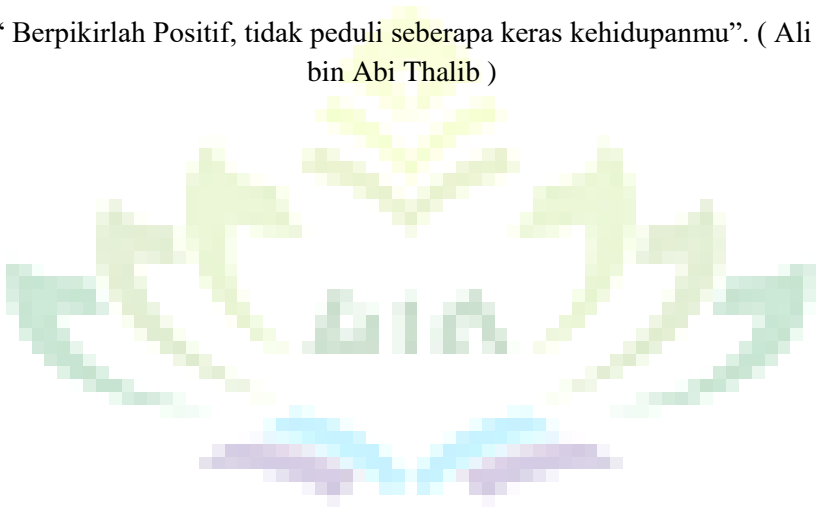 “ Berpikirlah Positif, tidak peduli seberapa keras kehidupanmu”. ( Ali
bin Abi Thalib )